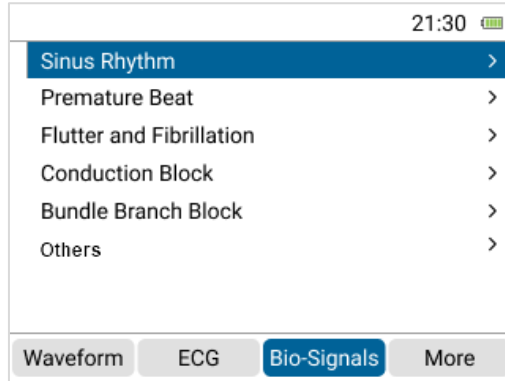 21:30
Sinus Rhythm
Premature Beat
Flutter and Fibrillation
Conduction Block
Bundle Branch Block
Others
Waveform ECG Bio-Signals More